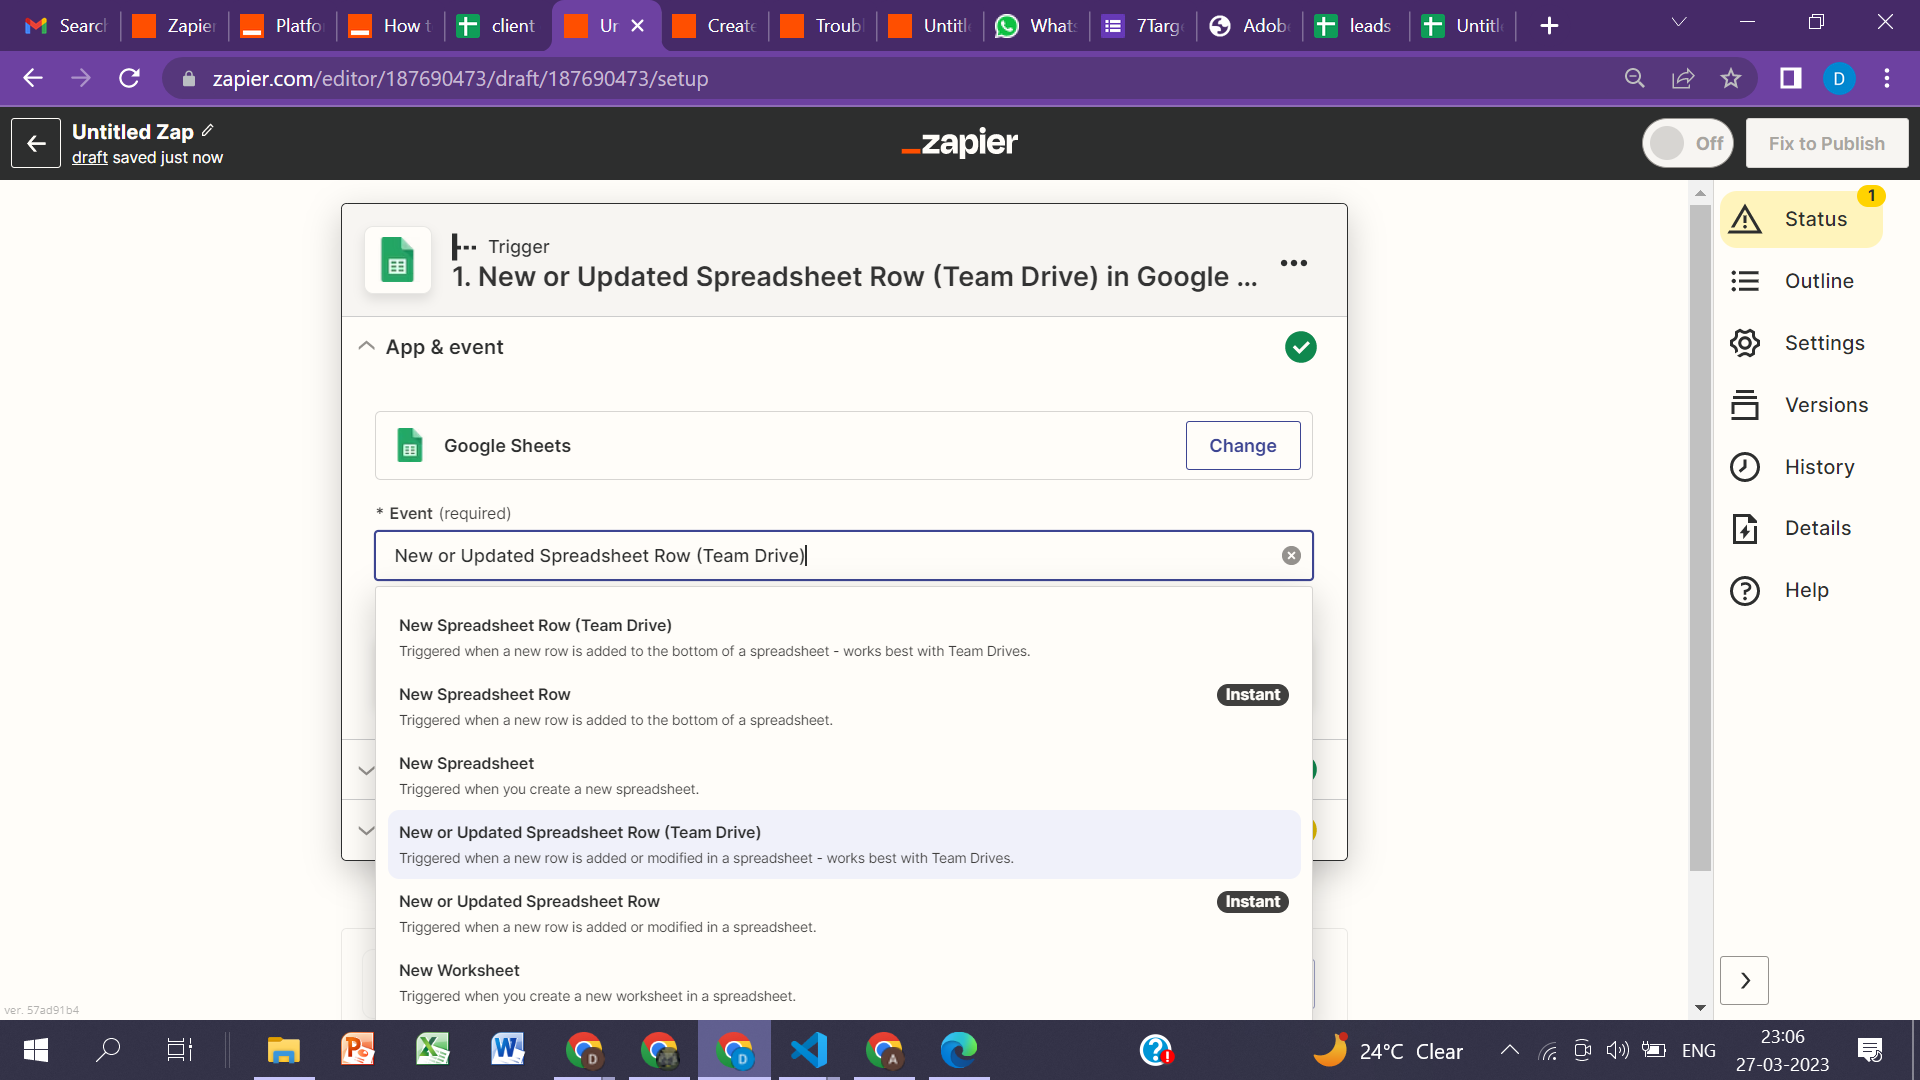 Search
Zapier
Platfo
How t
client
Un
Create
Troubl
Untitl
Whats
7Targe
Adob
leads
Untitl
zapier.com/editor/187690473/draft/187690473/setup
D
Untitled Zap
draft saved just now
zapier
Off
Fix to Publish
Trigger
1. New or Updated Spreadsheet Row (Team Drive) in Google ...
App & event
Google Sheets
Change
* Event (required)
New or Updated Spreadsheet Row (Team Drive)
New Spreadsheet Row (Team Drive)
Triggered when a new row is added to the bottom of a spreadsheet - works best with Team Drives.
New Spreadsheet Row
Instant
Triggered when a new row is added to the bottom of a spreadsheet.
New Spreadsheet
Triggered when you create a new spreadsheet.
New or Updated Spreadsheet Row (Team Drive)
Triggered when a new row is added or modified in a spreadsheet - works best with Team Drives.
New or Updated Spreadsheet Row
Instant
Triggered when a new row is added or modified in a spreadsheet.
New Worksheet
Triggered when you create a new worksheet in a spreadsheet.
1
Status
Outline
Settings
Versions
History
Details
Help
ver. 57ad91b4
24°C Clear
ENG
23:06
27-03-2023